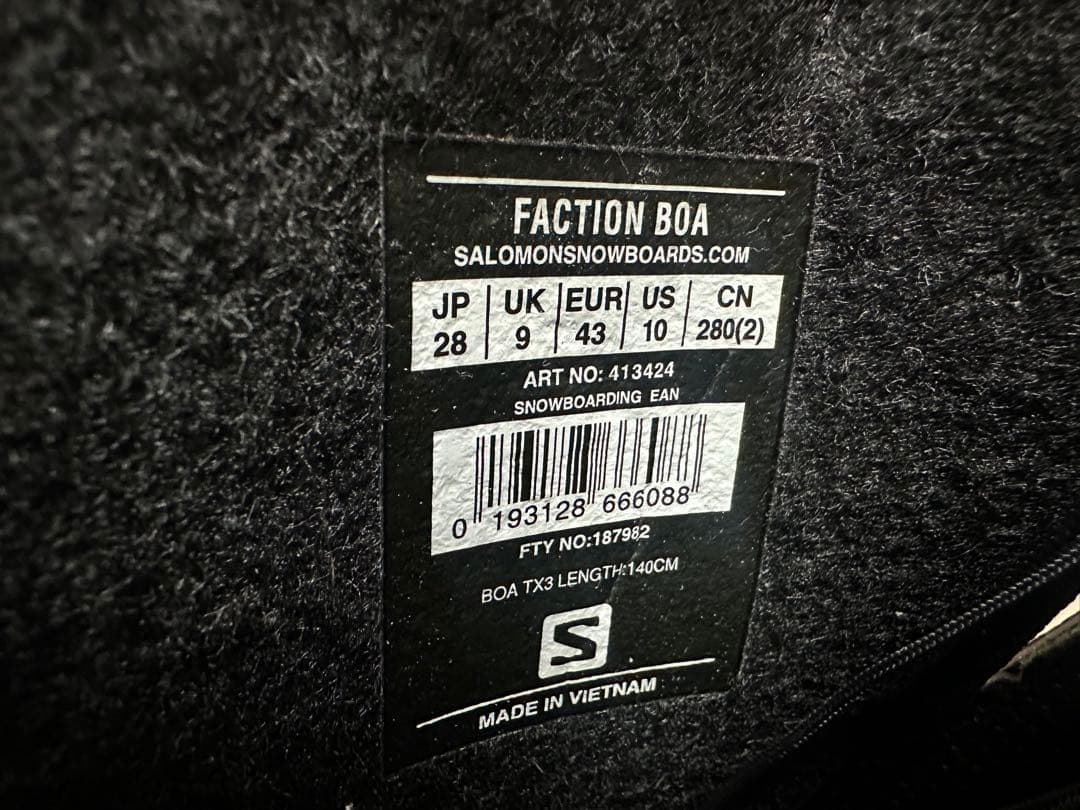 FACTION BOA
SALOMONSNOWBOARDS.COM
JP UK EUR US CN
28 9 43 10 280(2)
ART NO: 413424
SNOWBOARDING EAN
0 193128 666088
FTY NO:187982
BOA TX3 LENGTH:140CM
S
MADE IN VIETNAM